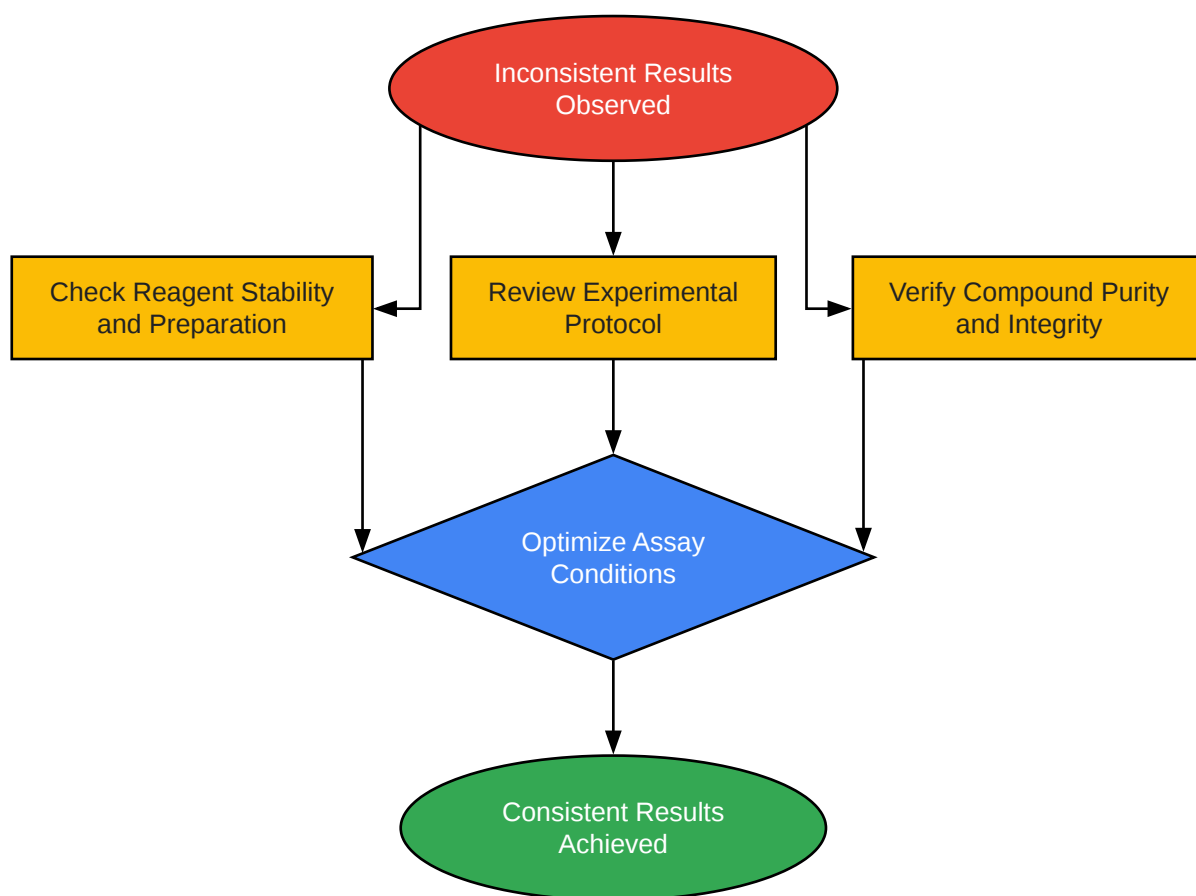 Inconsistent Results
Observed
Check Reagent Stability
and Preparation
Review Experimental
Protocol
Verify Compound Purity
and Integrity
Optimize Assay
Conditions
Consistent Results
Achieved